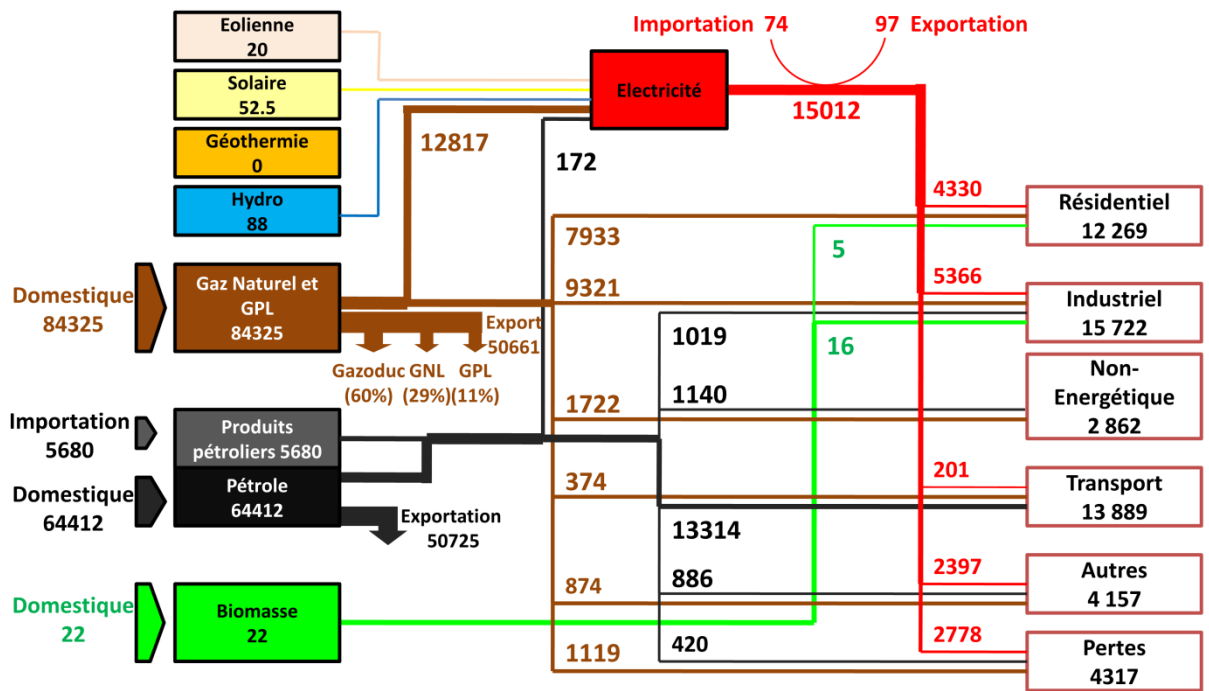 Importation 74
97 Exportation
Eolienne
20
Solaire
52.5
Géothermie
0
Hydro
88
Electricité
15012
12817
172
Domestique
84325
Gaz Naturel et
GPL
84325
Export
50661
Gazoduc GNL GPL
(60%) (29%) (11%)
Importation
5680
Produits
pétroliers 5680
Domestique
64412
Pétrole
64412
Exportation
50725
Domestique
22
Biomasse
22
4330
7933
5
Résidentiel
12 269
5366
9321
1019
16
Industriel
15 722
1722
1140
Non-
Energétique
2 862
201
374
13314
Transport
13 889
2397
886
874
Autres
4 157
2778
420
1119
Pertes
4317